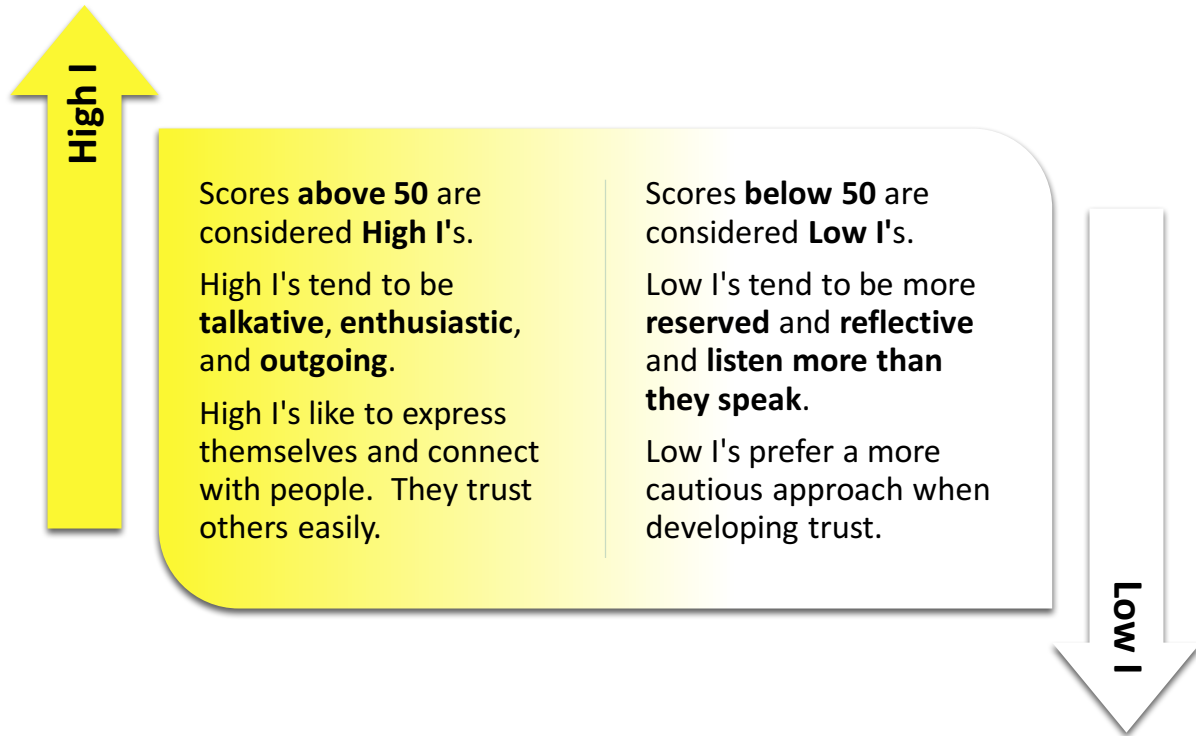 High I
Scores above 50 are
considered High I's.
High I's tend to be
talkative, enthusiastic,
and outgoing.
High I's like to express
themselves and connect
with people.  They trust
others easily.
Scores below 50 are
considered Low I's.
Low I's tend to be more
reserved and reflective
and listen more than
they speak.
Low I's prefer a more
cautious approach when
developing trust.
Low I